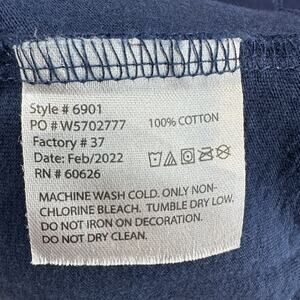 Style # 6901
PO # W5702777
100% COTTON
Factory # 37
Date: Feb/2022
RN # 60626
MACHINE WASH COLD. ONLY NON-
CHLORINE BLEACH. TUMBLE DRY LOW.
DO NOT IRON ON DECORATION.
DO NOT DRY CLEAN.